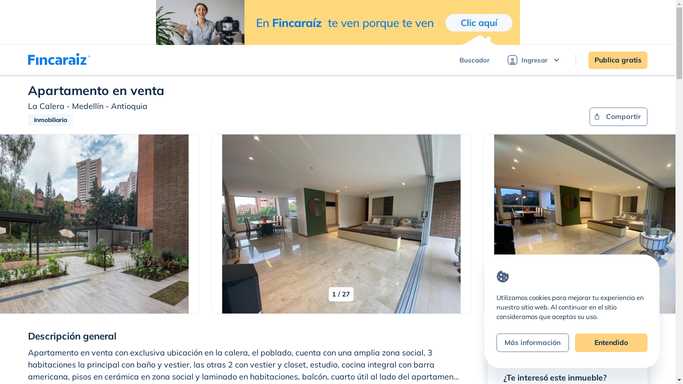 En Fincaraíz te ven porque te ven
Clic aquí
Fincaraíz
Buscador
Ingresar
Publica gratis
Apartamento en venta
La Calera - Medellín - Antioquia
Inmobiliaria
Compartir
1 / 27
Utilizamos cookies para mejorar tu experiencia en
nuestro sitio web. Al continuar en el sitio
consideramos que aceptas su uso.
Más información
Entendido
Descripción general
Apartamento en venta con exclusiva ubicación en la calera, el poblado, cuenta con una amplia zona social, 3
habitaciones la principal con baño y vestier, las otras 2 con vestier y closet, estudio, cocina integral con barra
americana, pisos en cerámica en zona social y laminado en habitaciones, balcón, cuarto útil al lado del apartamen...
¿Te interesó este inmueble?